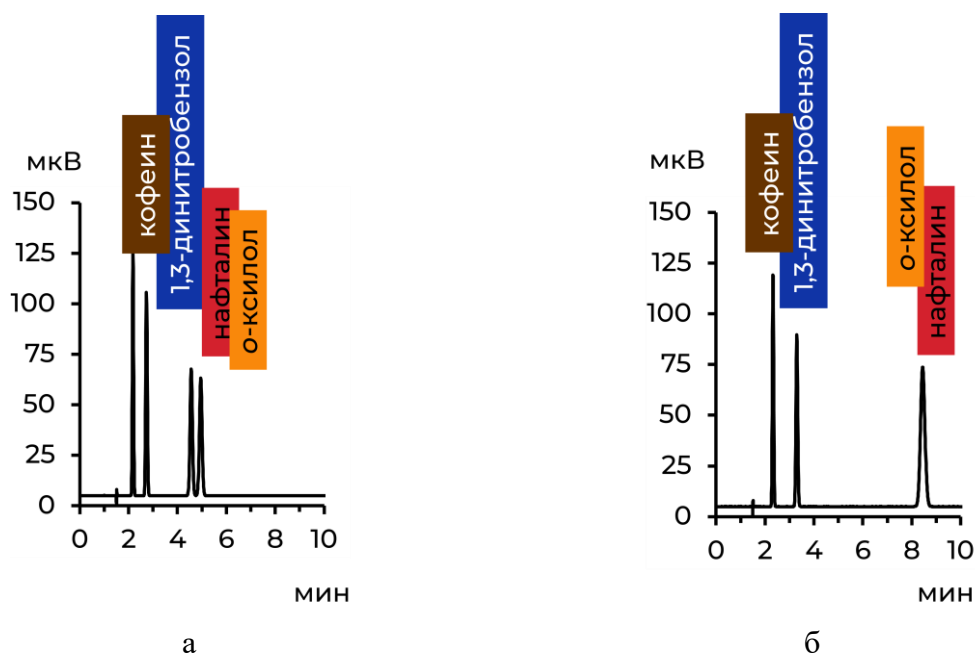 мкВ
150
125
100
75
50
25
0
0 2 4 6 8 10
мин
кофеин
1,3-динитробензол
нафталин
о-ксилол
а
мкВ
150
125
100
75
50
25
0
0 2 4 6 8 10
мин
кофеин
1,3-динитробензол
о-ксилол
нафталин
б